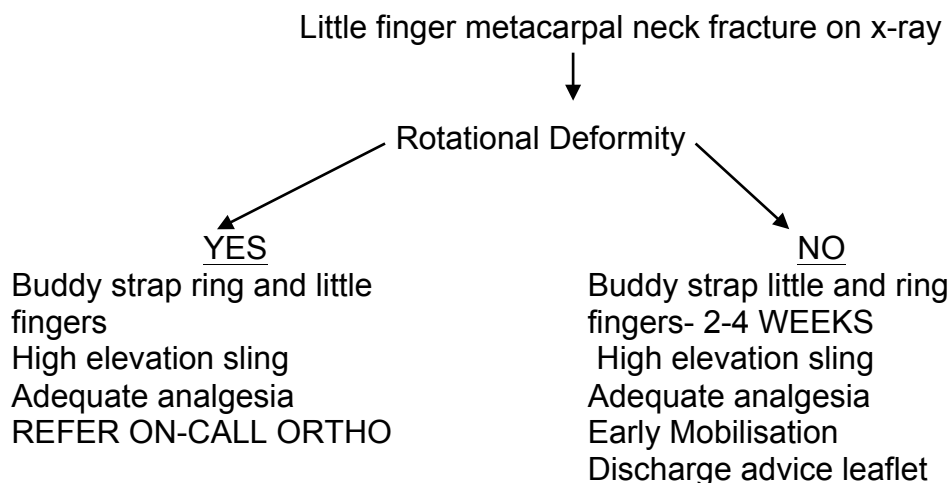 Little finger metacarpal neck fracture on x-ray
Rotational Deformity
YES
Buddy strap ring and little
fingers
High elevation sling
Adequate analgesia
REFER ON-CALL ORTHO
NO
Buddy strap little and ring
fingers- 2-4 WEEKS
High elevation sling
Adequate analgesia
Early Mobilisation
Discharge advice leaflet